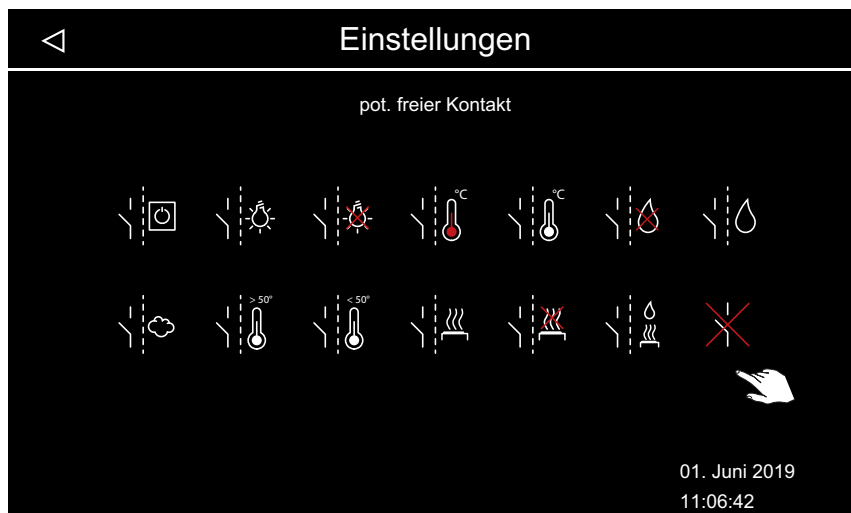 Einstellungen
pot. freier Kontakt
°C
°C
> 50°
< 50°
01. Juni 2019
11:06:42